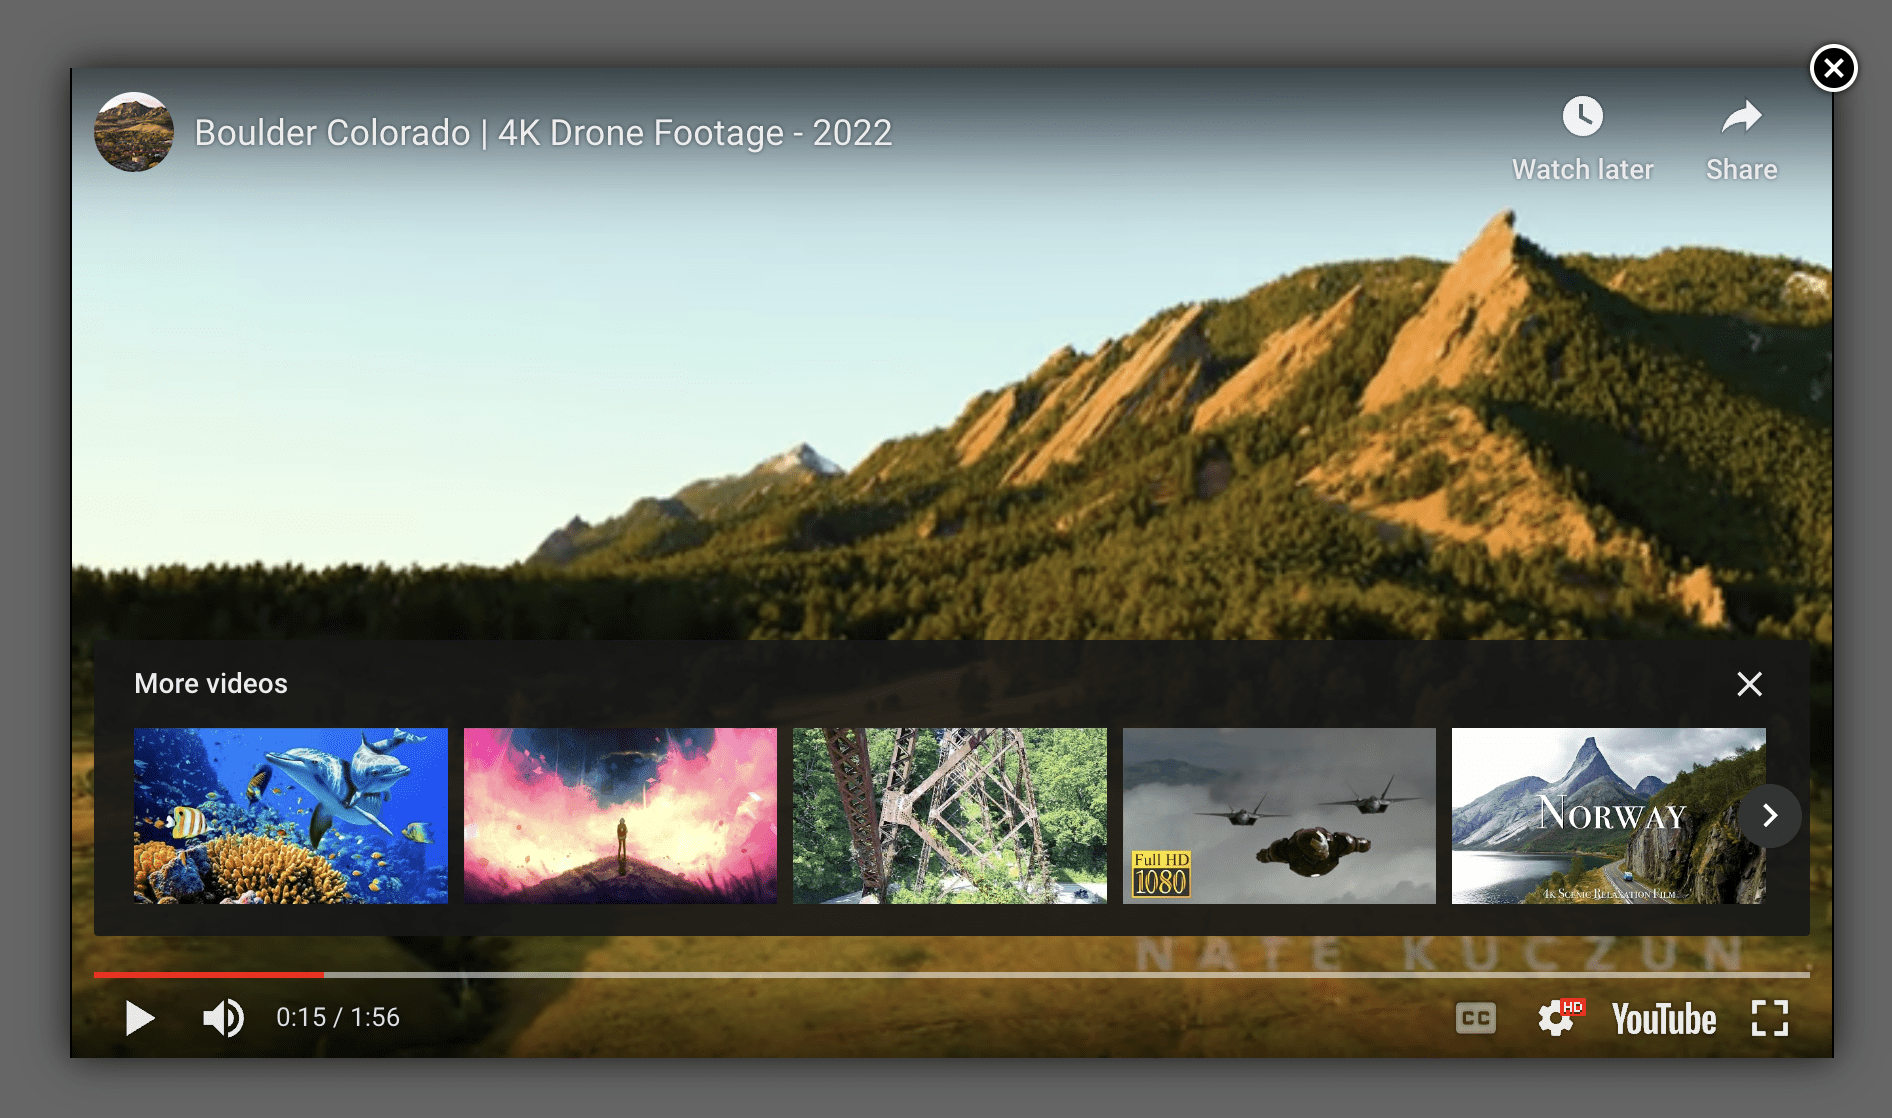 Boulder Colorado | 4K Drone Footage - 2022
Watch later
Share
More videos
Full HD
1080
NORWAY
4K SCENIC RELAXATION FILM
NATE KUCZUN
0:15 / 1:56
CC
HD
YouTube